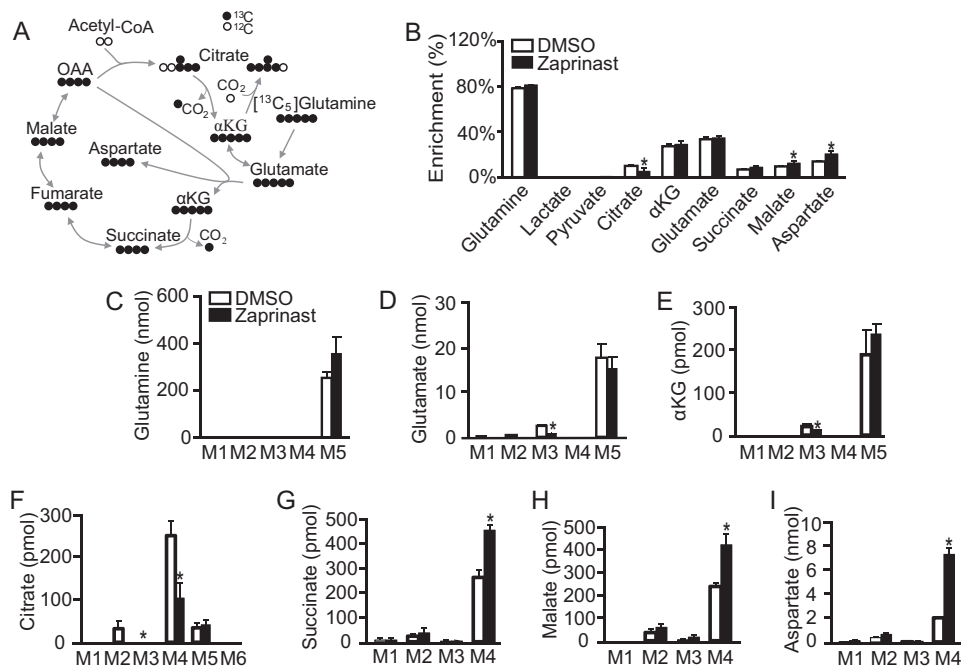 A
Acetyl-CoA
13C
12C
OAA
Citrate
CO2
CO2
[13C5]Glutamine
αKG
Malate
Aspartate
Glutamate
Fumarate
αKG
Succinate
CO2
B
Enrichment (%)
120%
80%
40%
0%
DMSO
Zaprinast
*
*
*
Glutamine
Lactate
Pyruvate
Citrate
αKG
Glutamate
Succinate
Malate
Aspartate
C
Glutamine (nmol)
600
400
200
0
DMSO
Zaprinast
M1 M2 M3 M4 M5
D
Glutamate (nmol)
30
20
10
0
*
M1 M2 M3 M4 M5
E
αKG (pmol)
300
200
100
0
*
M1 M2 M3 M4 M5
F
Citrate (pmol)
300
200
100
0
*
*
M1 M2 M3 M4 M5 M6
G
Succinate (pmol)
500
400
300
200
100
0
*
M1 M2 M3 M4
H
Malate (pmol)
500
400
300
200
100
0
*
M1 M2 M3 M4
I
Aspartate (nmol)
10
8
6
4
2
0
*
M1 M2 M3 M4